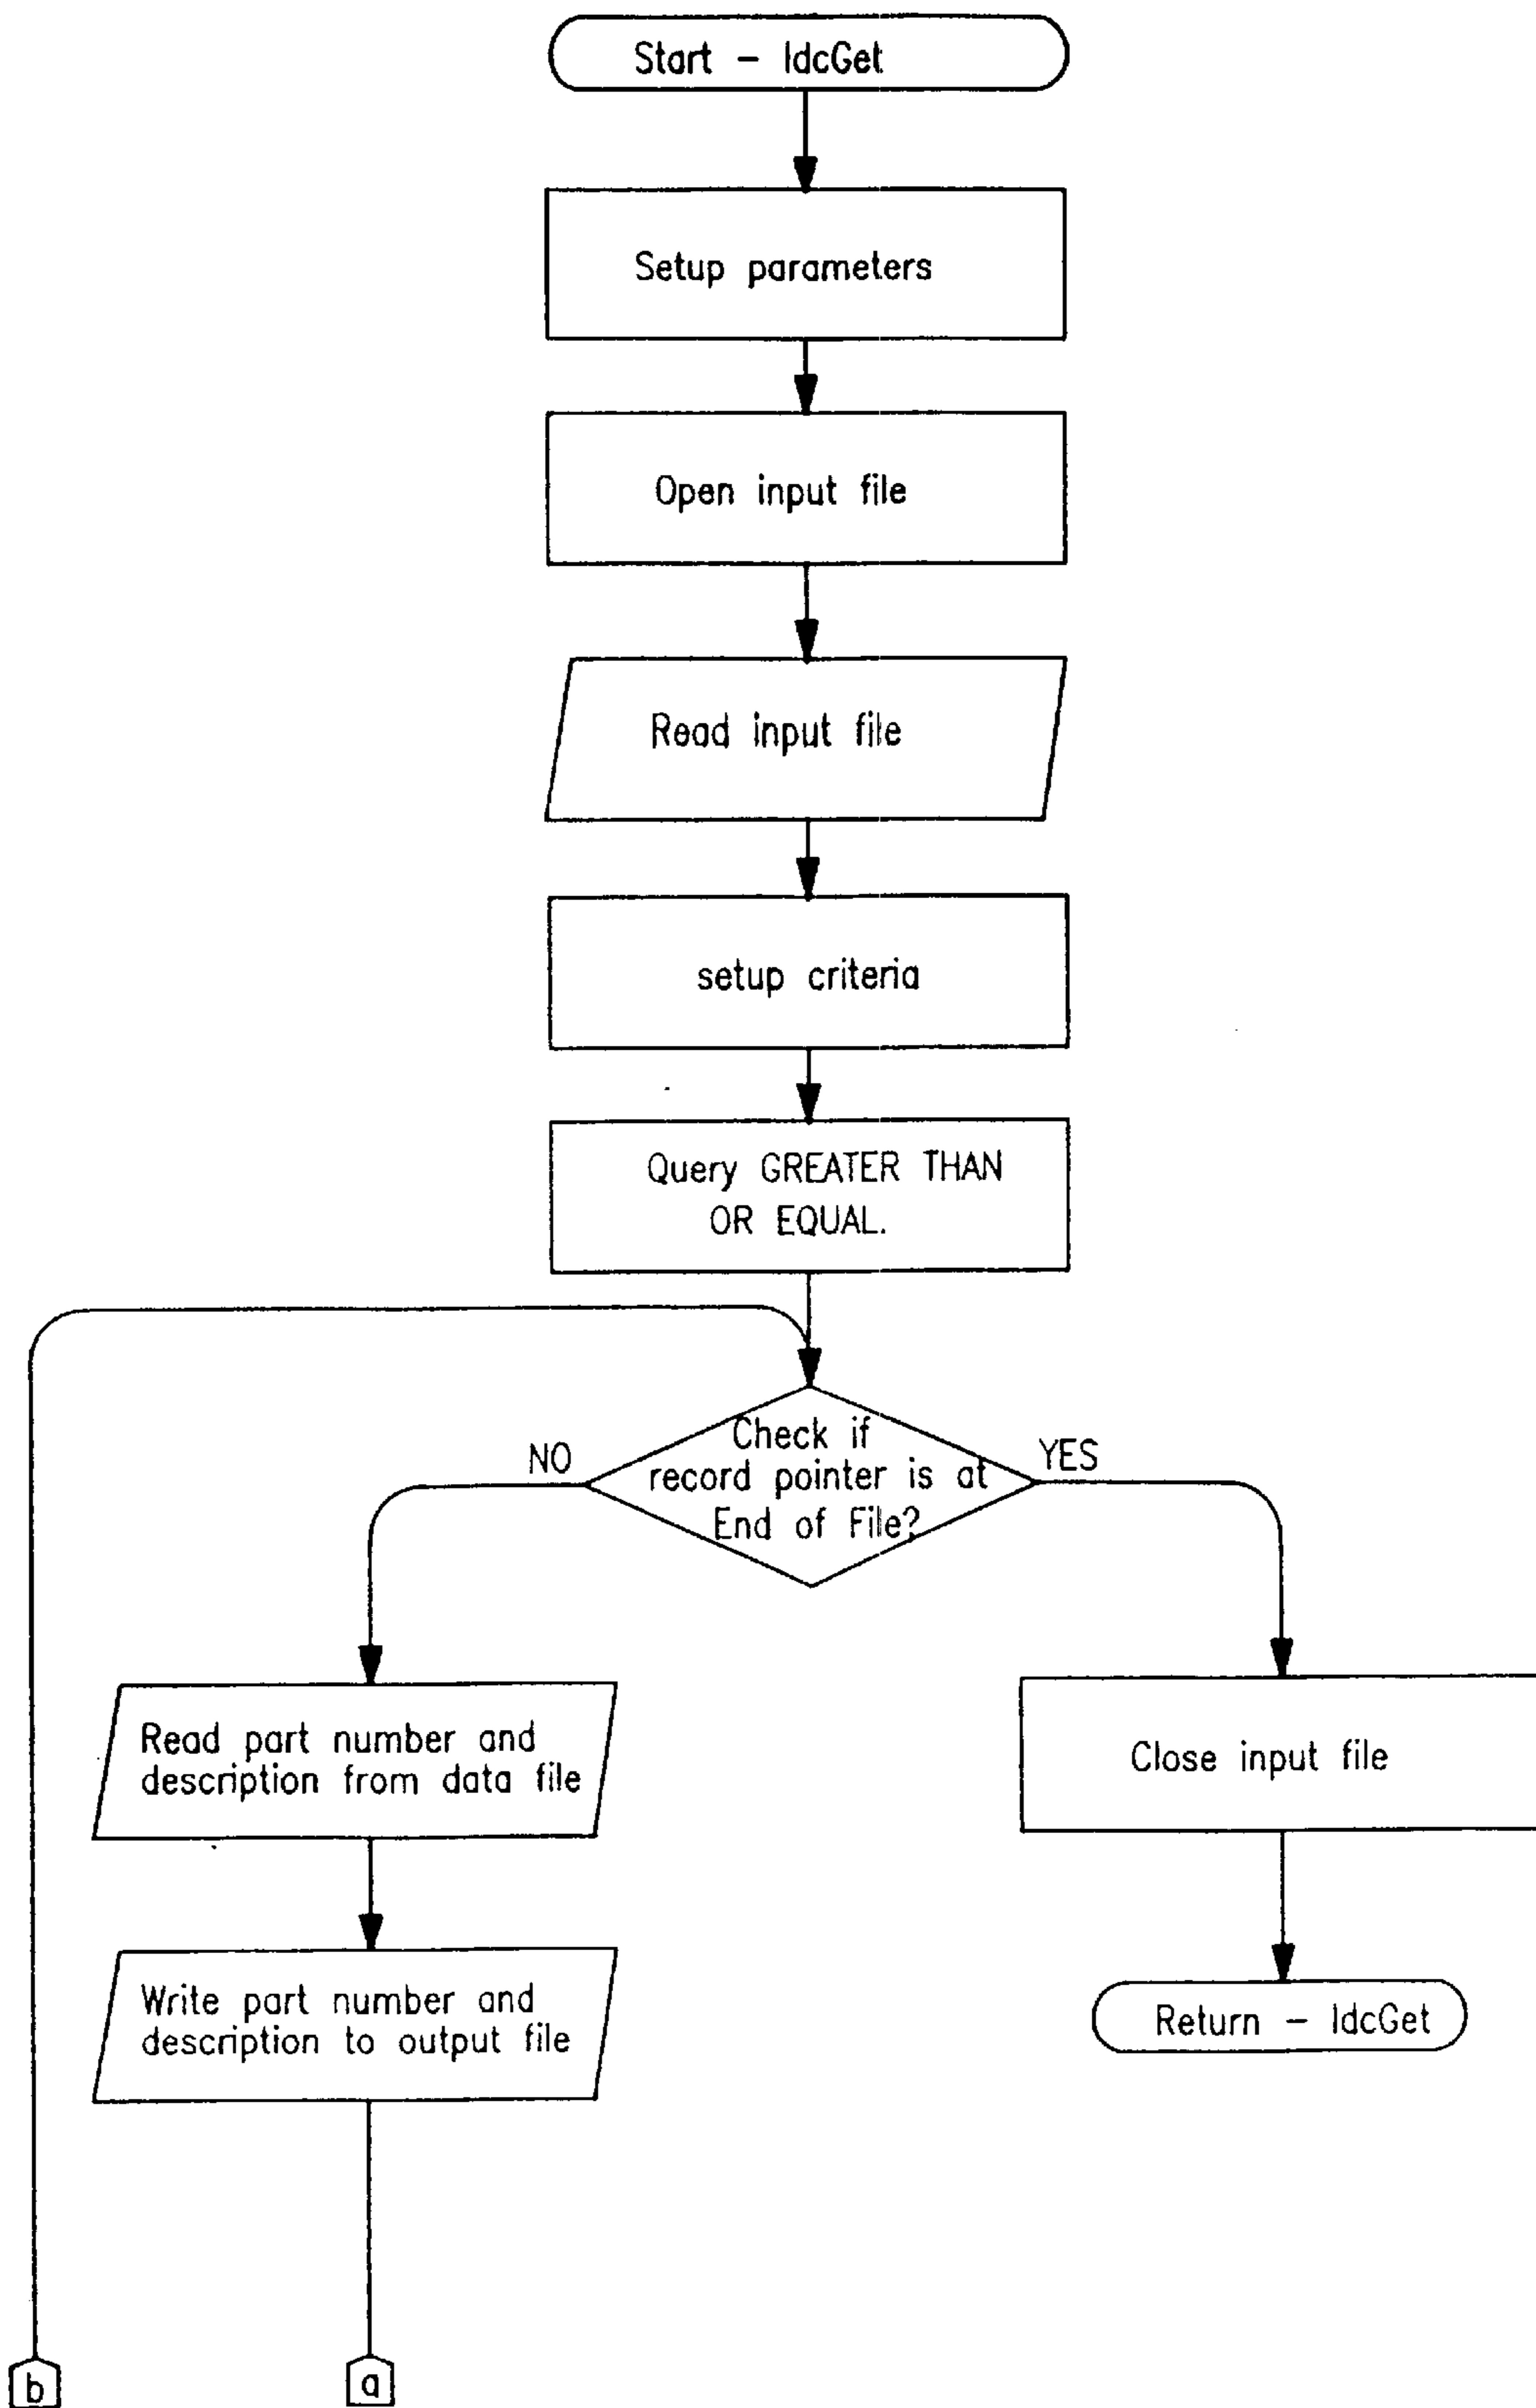 Start - IdcGet
Setup parameters
Open input file
Read input file
setup criteria
Query GREATER THAN
OR EQUAL.
Check if
record pointer is at
End of File?
NO
YES
Read part number and
description from data file
Close input file
Write part number and
description to output file
Return - IdcGet
b
a